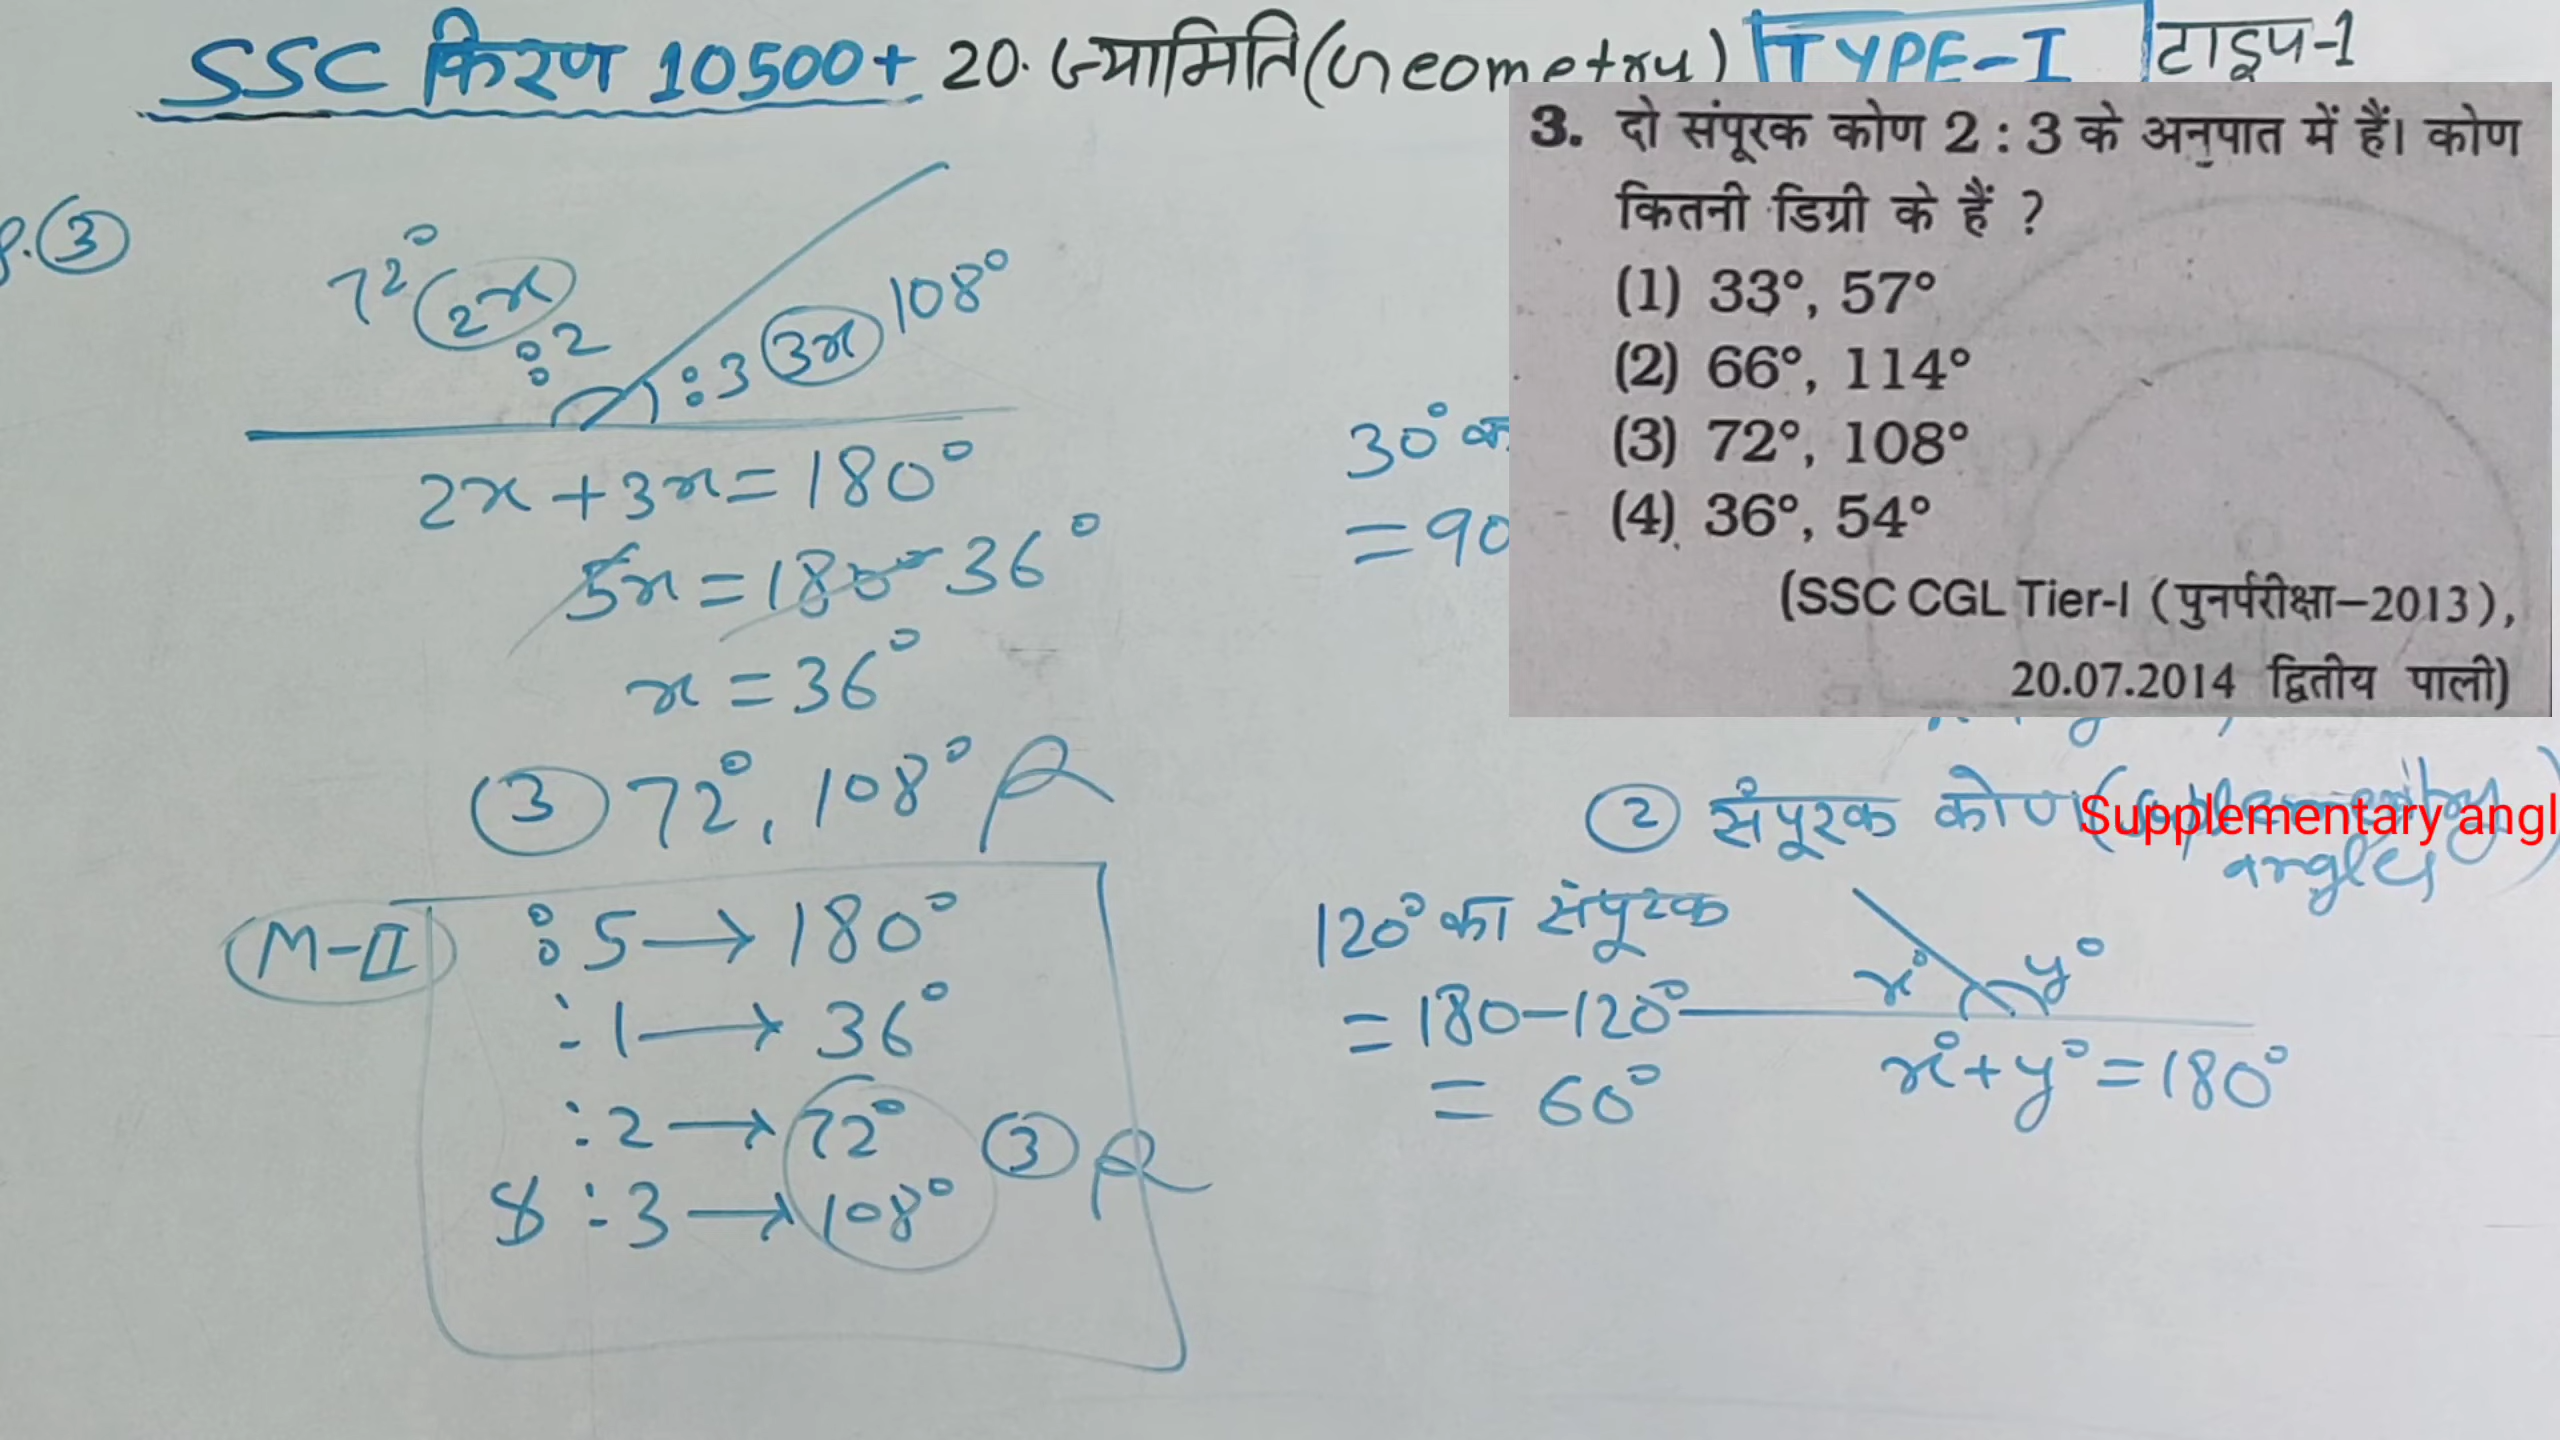 SSC किरण 10500+ 20. ज्यामिति (Geometry) TYPE-I टाइप-1
3. दो संपूरक कोण 2 : 3 के अनुपात में हैं। कोण
कितनी डिग्री के हैं ?
(1) 33°, 57°
(2) 66°, 114°
(3) 72°, 108°
(4) 36°, 54°
(SSC CGL Tier-I (पुनर्परीक्षा–2013),
20.07.2014 द्वितीय पाली)
8. (3)
72° 2x :2 :3 3x 108°
2x + 3x = 180°
5x = 180 36°
x = 36°
(3) 72°, 108°
M-II
:5 → 180°
:1 → 36°
:2 → 72°
8 :3 → 108° (3)
30° का
= 90
(2) संपूरक कोण (Supplementary
angles)
Supplementary angl
120° का संपूरक
= 180-120°
= 60°
x° y°
x° + y° = 180°